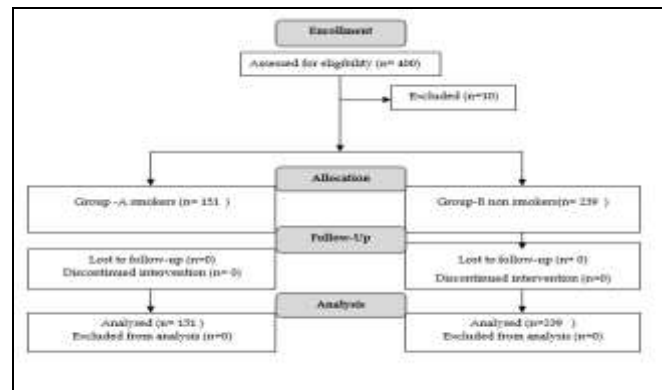 Enrollment
Assessed for eligibility (n= 400)
Excluded (n=10)
Allocation
Group -A smokers (n= 151 )
Group-B non smokers(n= 239 )
Follow-Up
Lost to follow-up (n=0)
Discontinued intervention (n= 0)
Lost to follow-up (n= 0)
Discontinued intervention (n=0)
Analysis
Analysed (n= 151 )
Excluded from analysis (n=0)
Analysed (n=239 )
Excluded from analysis (n=0)